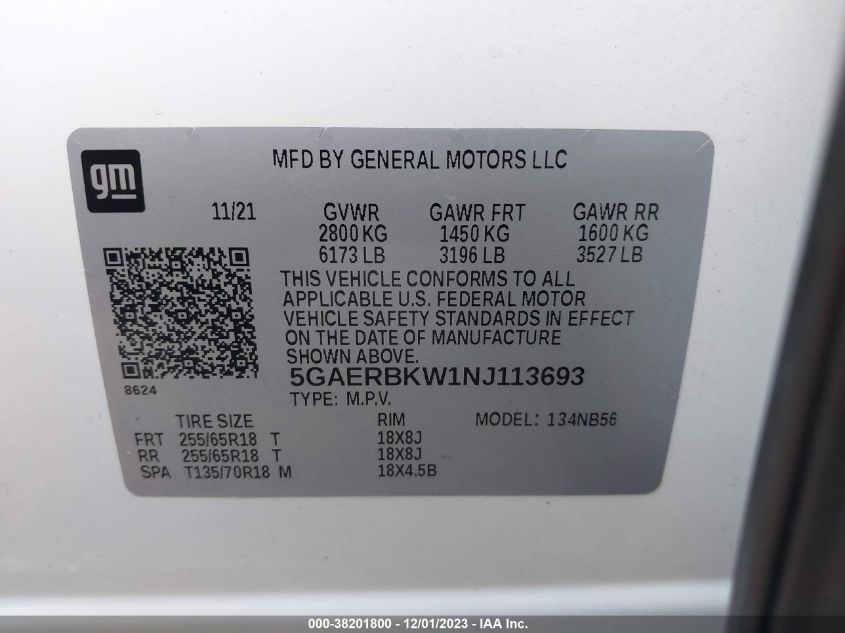 gm
MFD BY GENERAL MOTORS LLC
11/21 GVWR GAWR FRT GAWR RR
2800 KG 1450 KG 1600 KG
6173 LB 3196 LB 3527 LB
THIS VEHICLE CONFORMS TO ALL
APPLICABLE U.S. FEDERAL MOTOR
VEHICLE SAFETY STANDARDS IN EFFECT
ON THE DATE OF MANUFACTURE
SHOWN ABOVE.
5GAERBKW1NJ113693
8624
TYPE: M.P.V.
TIRE SIZE RIM MODEL: 134NB56
FRT 255/65R18 T 18X8J
RR 255/65R18 T 18X8J
SPA T135/70R18 M 18X4.5B
000-38201800 - 12/01/2023 - IAA Inc.